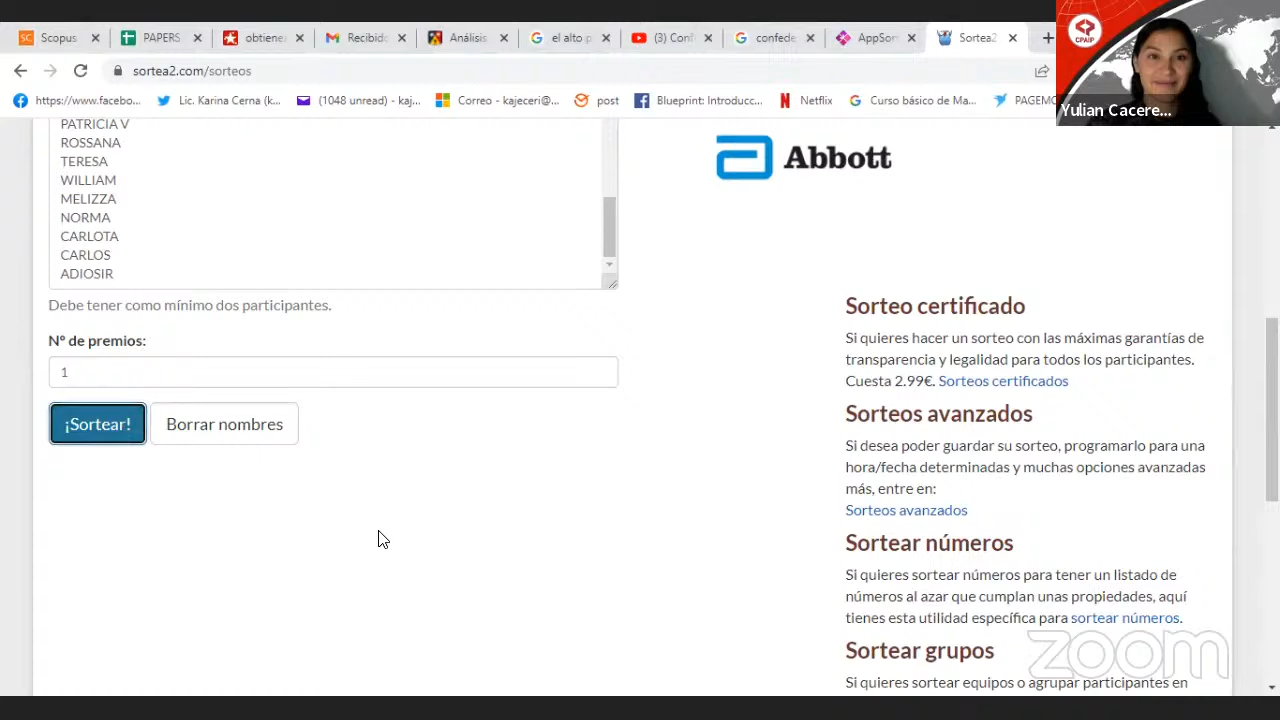 Scopus
PAPERS
obtiene
Recibid
Análisis
el alto p
(3) Conf
confede
AppSor
Sortea2
sortea2.com/sorteos
https://www.facebo...
Lic. Karina Cerna (k...
(1048 unread) - kaj...
Correo - kajeceri@...
post
Blueprint: Introducc...
Netflix
Curso básico de Ma...
PAGEMO
CPAIP
Yulian Cacere...
PATRICIA V
ROSSANA
TERESA
WILLIAM
MELIZZA
NORMA
CARLOTA
CARLOS
ADIOSIR
Debe tener como mínimo dos participantes.
Nº de premios:
1
¡Sortear!
Borrar nombres
Abbott
Sorteo certificado
Si quieres hacer un sorteo con las máximas garantías de
transparencia y legalidad para todos los participantes.
Cuesta 2.99€. Sorteos certificados
Sorteos avanzados
Si desea poder guardar su sorteo, programarlo para una
hora/fecha determinadas y muchas opciones avanzadas
más, entre en:
Sorteos avanzados
Sortear números
Si quieres sortear números para tener un listado de
números al azar que cumplan unas propiedades, aquí
tienes esta utilidad específica para sortear números.
Sortear grupos
Si quieres sortear equipos o agrupar participantes en
zoom